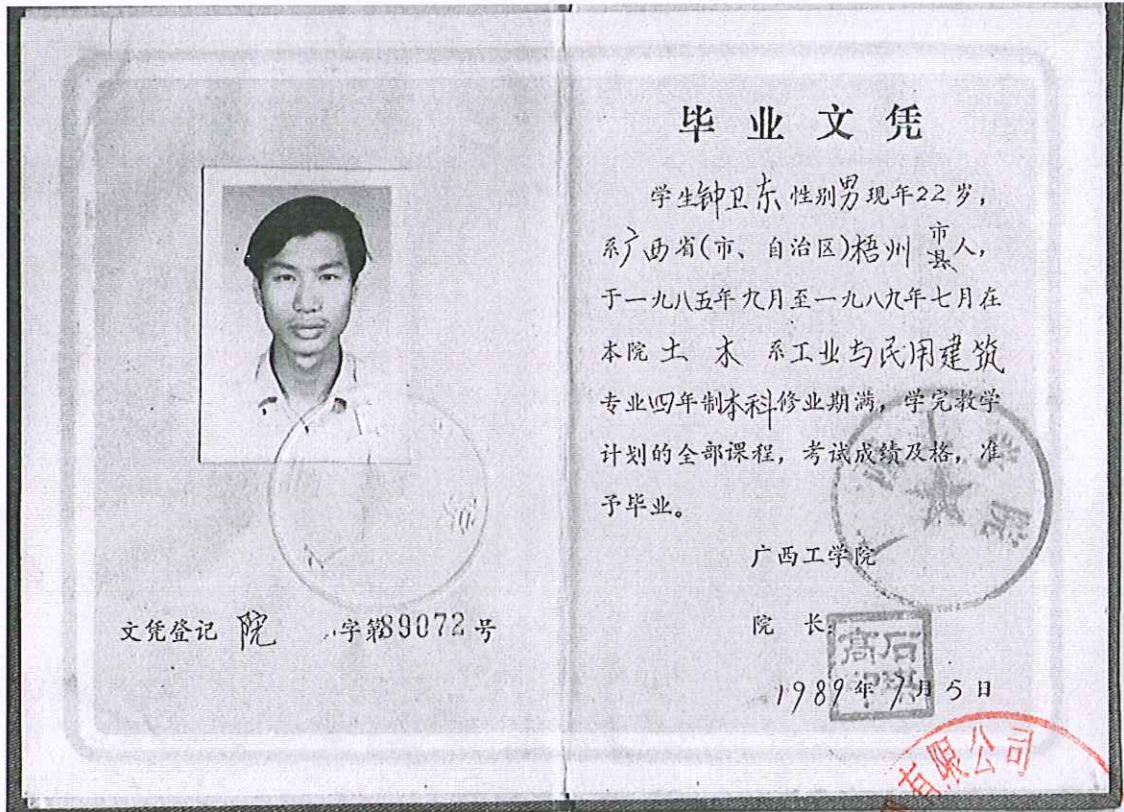 文凭登记 院 字第89072号
毕业文凭
学生钟卫东性别男现年22岁,
系广西省(市、自治区)梧州 市县人,
于一九八五年九月至一九八九年七月在
本院 土 木 系工业与民用建筑
专业四年制本科修业期满,学完教学
计划的全部课程,考试成绩及格,准
予毕业。
广西工学院
院 长:
1989年7月5日
有限公司